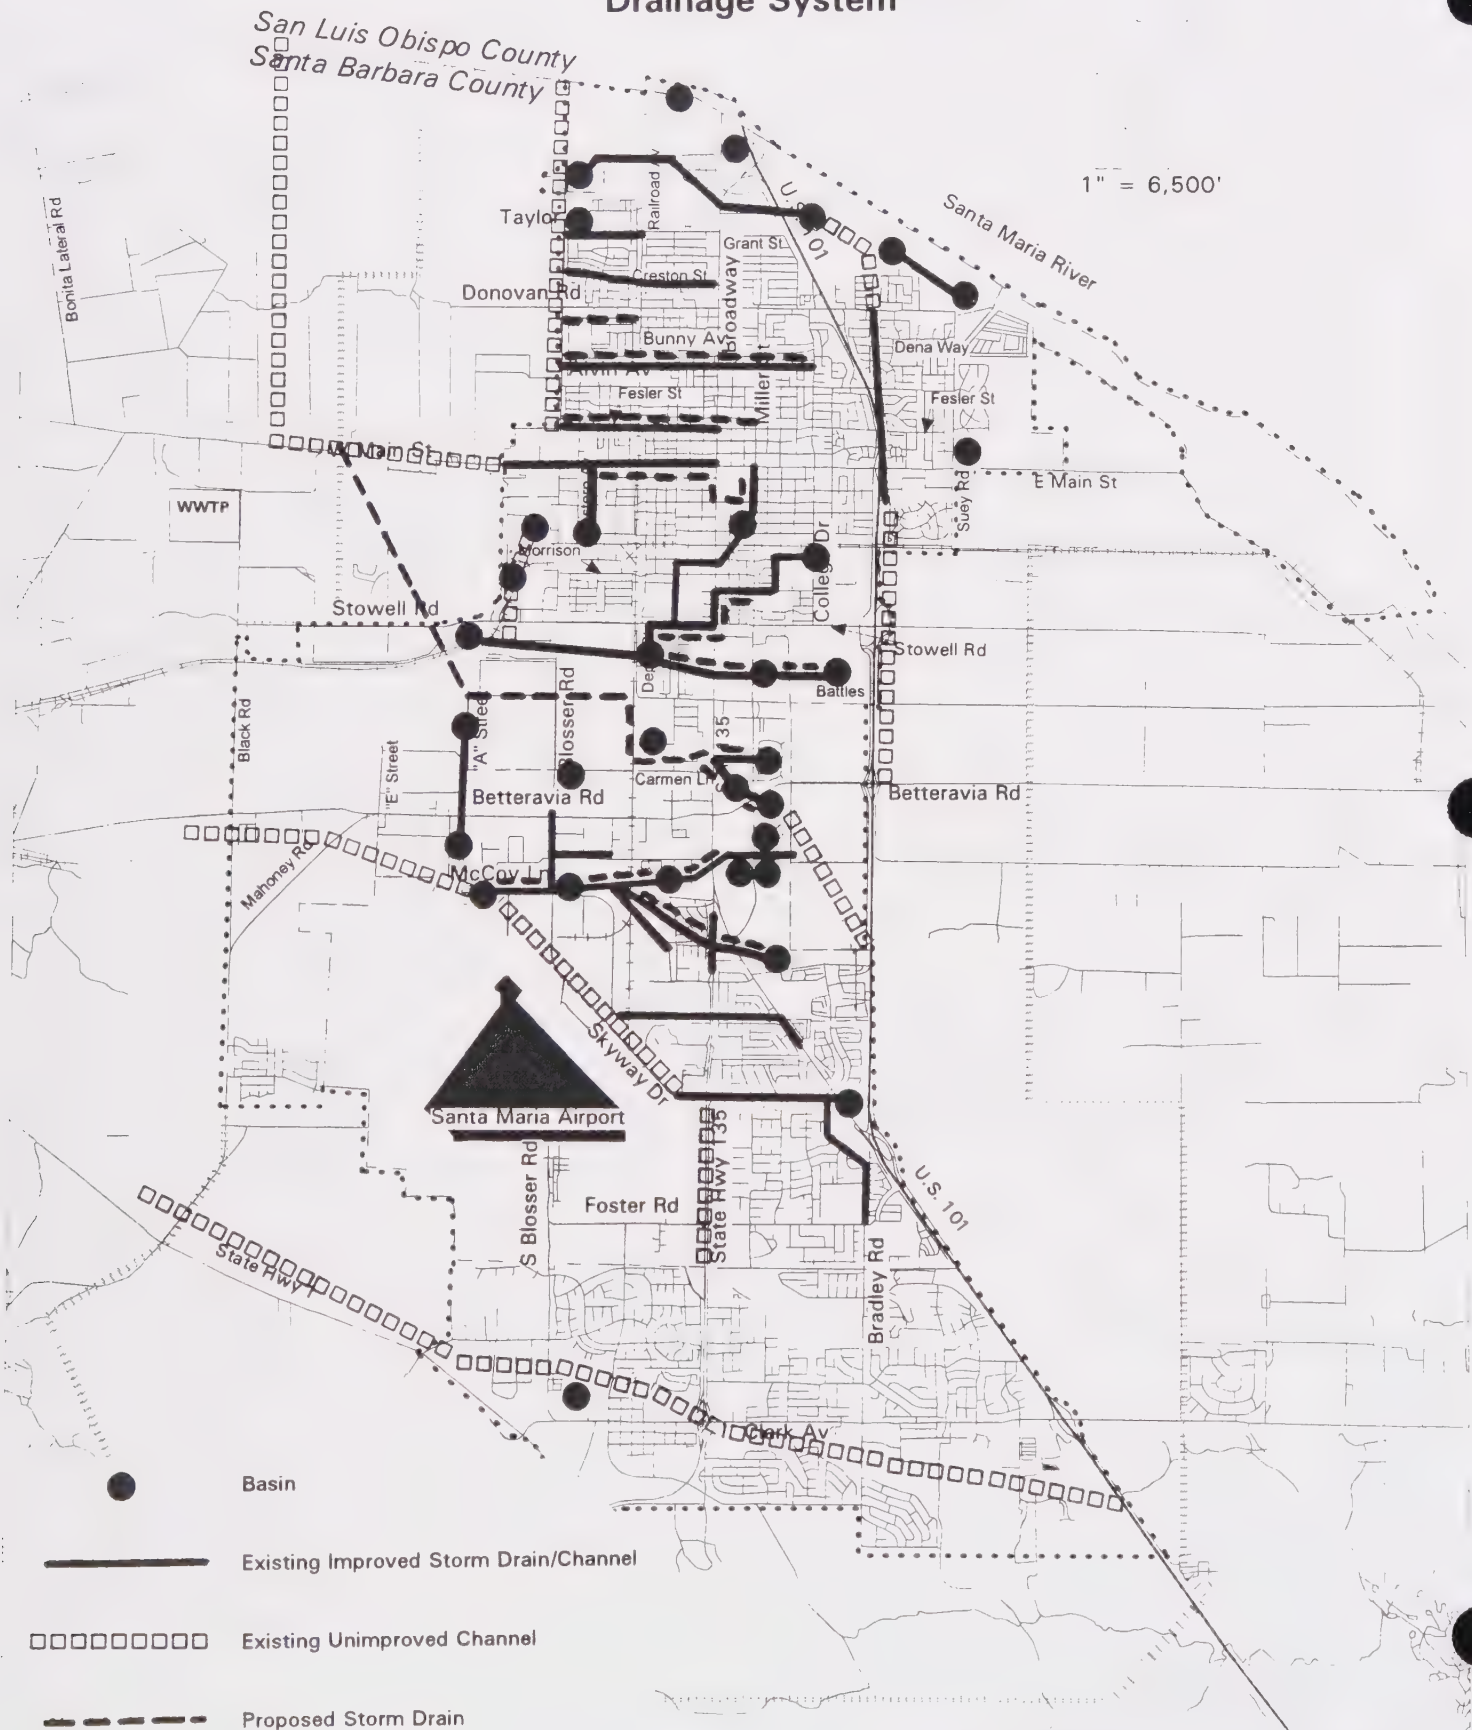 Drainage System
San Luis Obispo County
Santa Barbara County
1" = 6,500'
Santa Maria River
U.S. 101
Bonita Lateral Rd
Railroad Av
Taylor
Grant St
Broadway
Creston St
Donovan Rd
Bunny Av
Dena Way
Alvin Av
Miller St
Fesler St
Fesler St
W Main St
E Main St
Suey Rd
WWTP
Morrison
College Dr
Stowell Rd
Stowell Rd
Battles
Black Rd
"A" Street
Blosser Rd
135
"E" Street
Carmen Ln
Betteravia Rd
Betteravia Rd
Mahoney Rd
McCoy Ln
Skyway Dr
Santa Maria Airport
S Blosser Rd
State Hwy 135
Foster Rd
U.S. 101
State Hwy 1
Bradley Rd
Clark Av
Basin
Existing Improved Storm Drain/Channel
Existing Unimproved Channel
Proposed Storm Drain